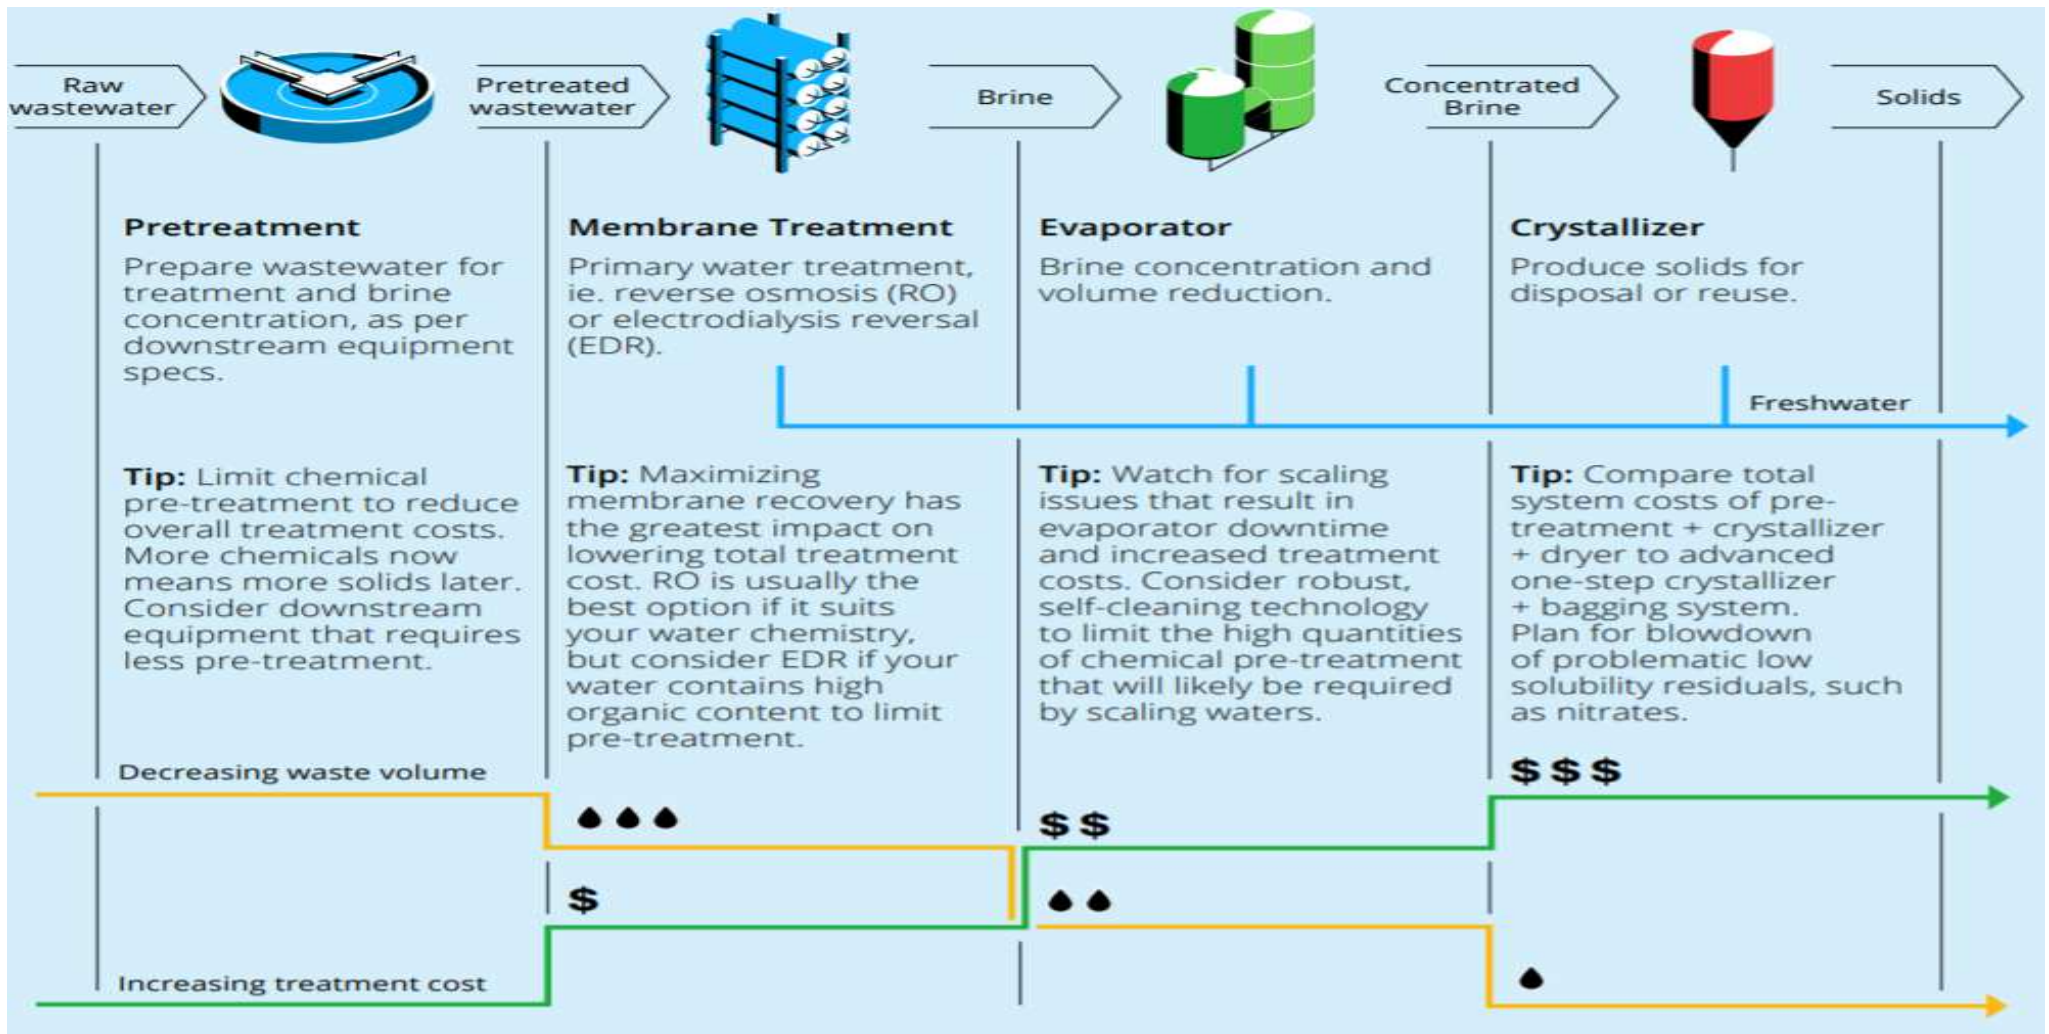 Raw
wastewater
Pretreated
wastewater
Brine
Concentrated
Brine
Solids
Pretreatment
Prepare wastewater for
treatment and brine
concentration, as per
downstream equipment
specs.
Membrane Treatment
Primary water treatment,
ie. reverse osmosis (RO)
or electrodialysis reversal
(EDR).
Evaporator
Brine concentration and
volume reduction.
Crystallizer
Produce solids for
disposal or reuse.
Freshwater
Tip: Limit chemical
pre-treatment to reduce
overall treatment costs.
More chemicals now
means more solids later.
Consider downstream
equipment that requires
less pre-treatment.
Tip: Maximizing
membrane recovery has
the greatest impact on
lowering total treatment
cost. RO is usually the
best option if it suits
your water chemistry,
but consider EDR if your
water contains high
organic content to limit
pre-treatment.
Tip: Watch for scaling
issues that result in
evaporator downtime
and increased treatment
costs. Consider robust,
self-cleaning technology
to limit the high quantities
of chemical pre-treatment
that will likely be required
by scaling waters.
Tip: Compare total
system costs of pre-
treatment + crystallizer
+ dryer to advanced
one-step crystallizer
+ bagging system.
Plan for blowdown
of problematic low
solubility residuals, such
as nitrates.
Decreasing waste volume
$ $ $
$ $
$
Increasing treatment cost